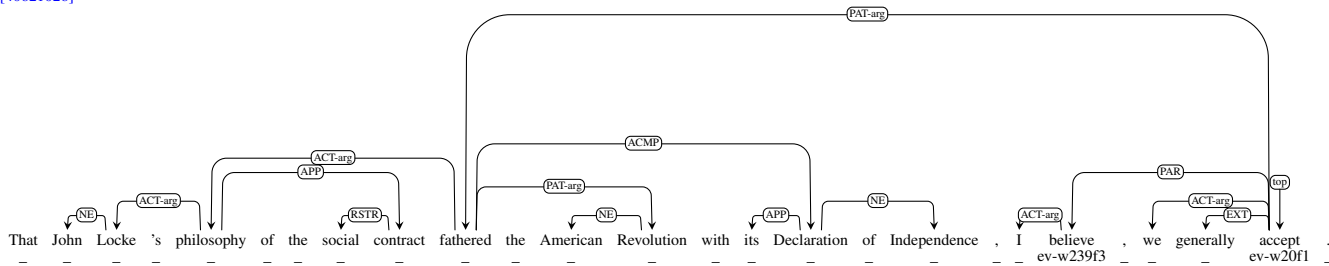 PAT-arg
ACMP
ACT-arg
APP
PAR
top
PAT-arg
ACT-arg
ACT-arg
NE
NE
EXT
NE
RSTR
NE
APP
ACT-arg
That John Locke 's philosophy of the social contract fathered the American Revolution with its Declaration of Independence , I believe , we generally accept .
ev-w239f3 ev-w20f1
_ _ _ _ _ _ _ _ _ _ _ _ _ _ _ _ _ _ _ _ _ _ _ _ _